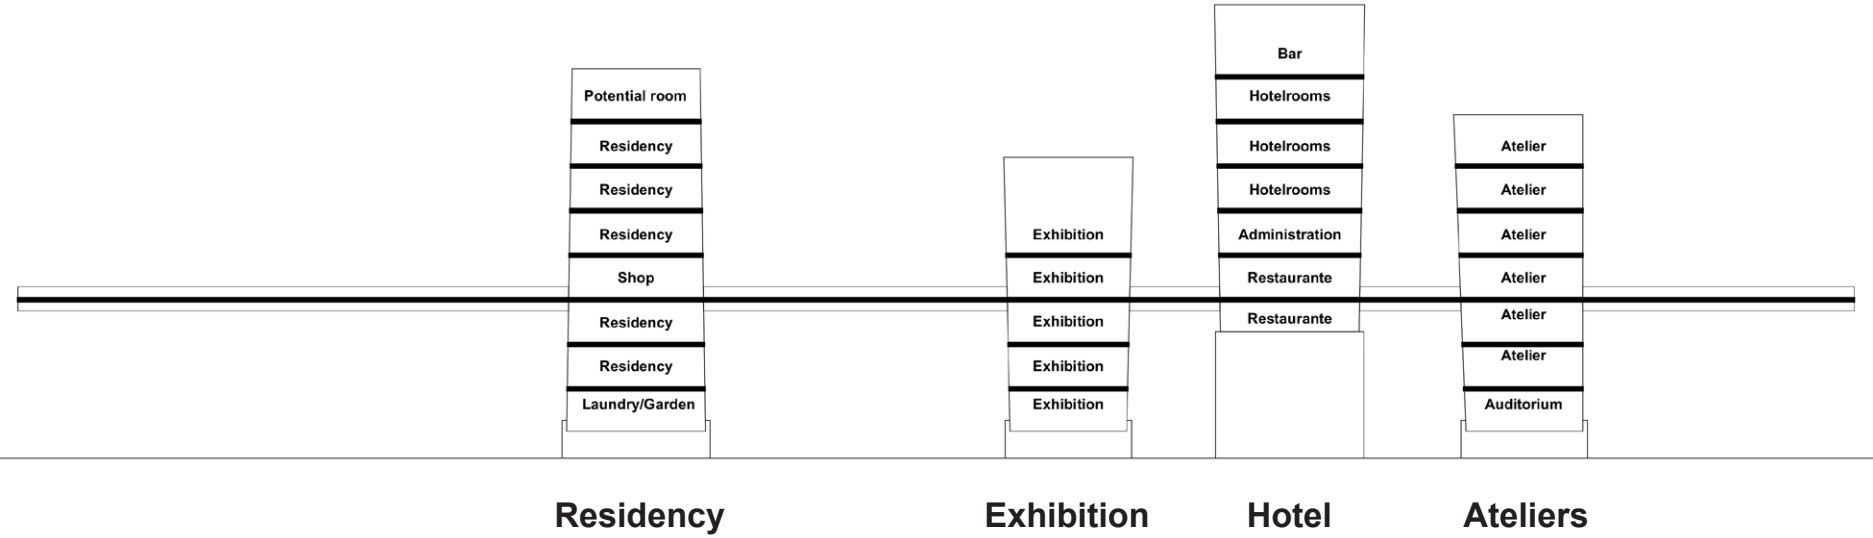 Potential room
Residency
Residency
Residency
Shop
Residency
Residency
Laundry/Garden
Residency
Exhibition
Exhibition
Exhibition
Exhibition
Exhibition
Exhibition
Bar
Hotelrooms
Hotelrooms
Hotelrooms
Administration
Restaurante
Restaurante
Hotel
Atelier
Atelier
Atelier
Atelier
Atelier
Atelier
Auditorium
Ateliers